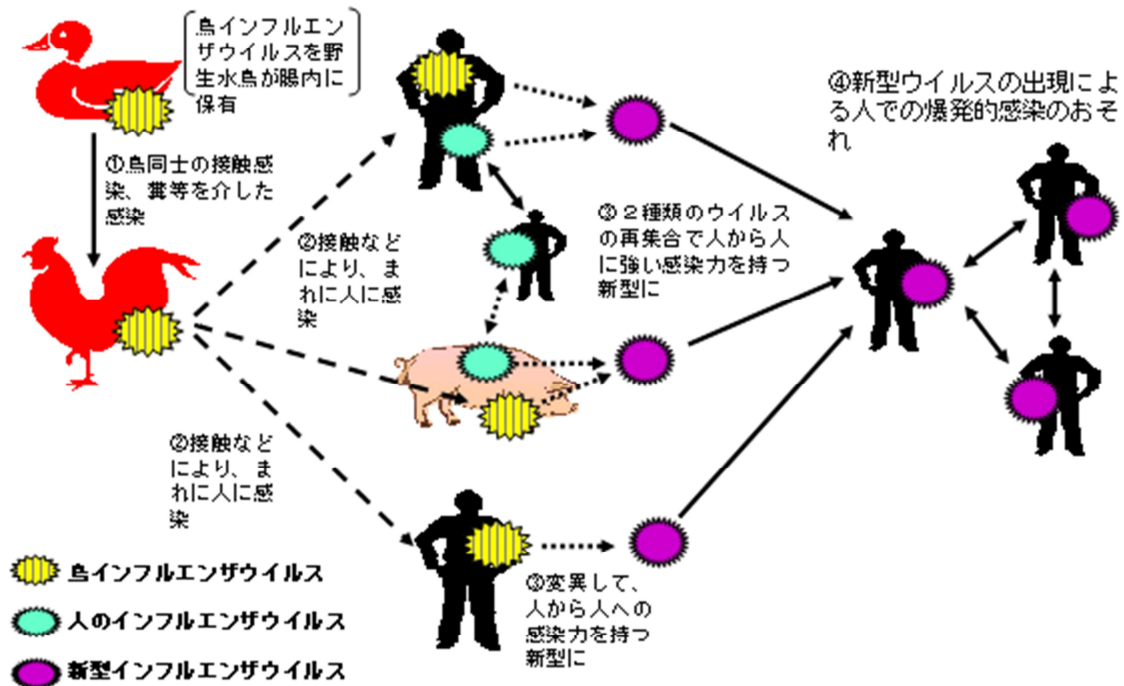 鳥インフルエン
ザウイルスを野
生水鳥が腸内に
保有
①鳥同士の接触感
染、糞等を介した
感染
②接触など
により、まれ
に人に感
染
③２種類のウイルス
の再集合で人から人
に強い感染力を持つ
新型に
④新型ウイルスの出現によ
る人での爆発的感染のおそ
れ
②接触など
により、ま
れに人に感
染
③変異して、
人から人への
感染力を持つ
新型に
鳥インフルエンザウイルス
人のインフルエンザウイルス
新型インフルエンザウイルス